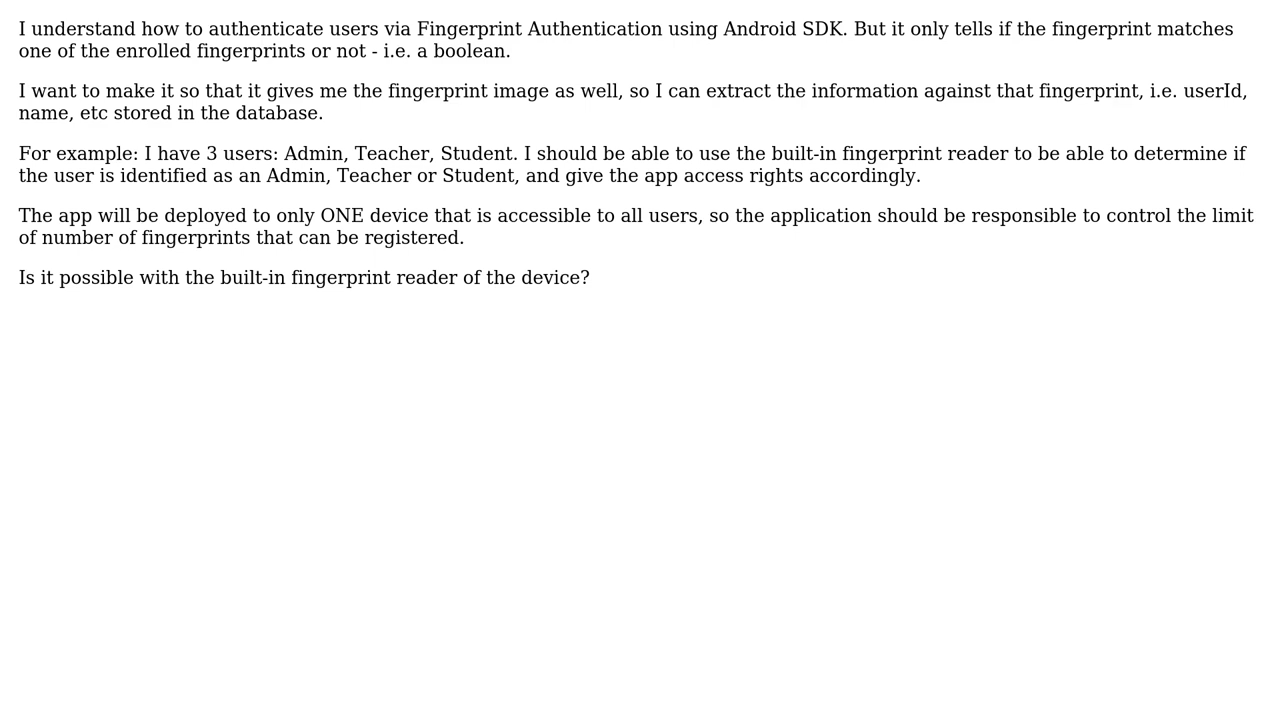 I understand how to authenticate users via Fingerprint Authentication using Android SDK. But it only tells if the fingerprint matches
one of the enrolled fingerprints or not - i.e. a boolean.
I want to make it so that it gives me the fingerprint image as well, so I can extract the information against that fingerprint, i.e. userId,
name, etc stored in the database.
For example: I have 3 users: Admin, Teacher, Student. I should be able to use the built-in fingerprint reader to be able to determine if
the user is identified as an Admin, Teacher or Student, and give the app access rights accordingly.
The app will be deployed to only ONE device that is accessible to all users, so the application should be responsible to control the limit
of number of fingerprints that can be registered.
Is it possible with the built-in fingerprint reader of the device?